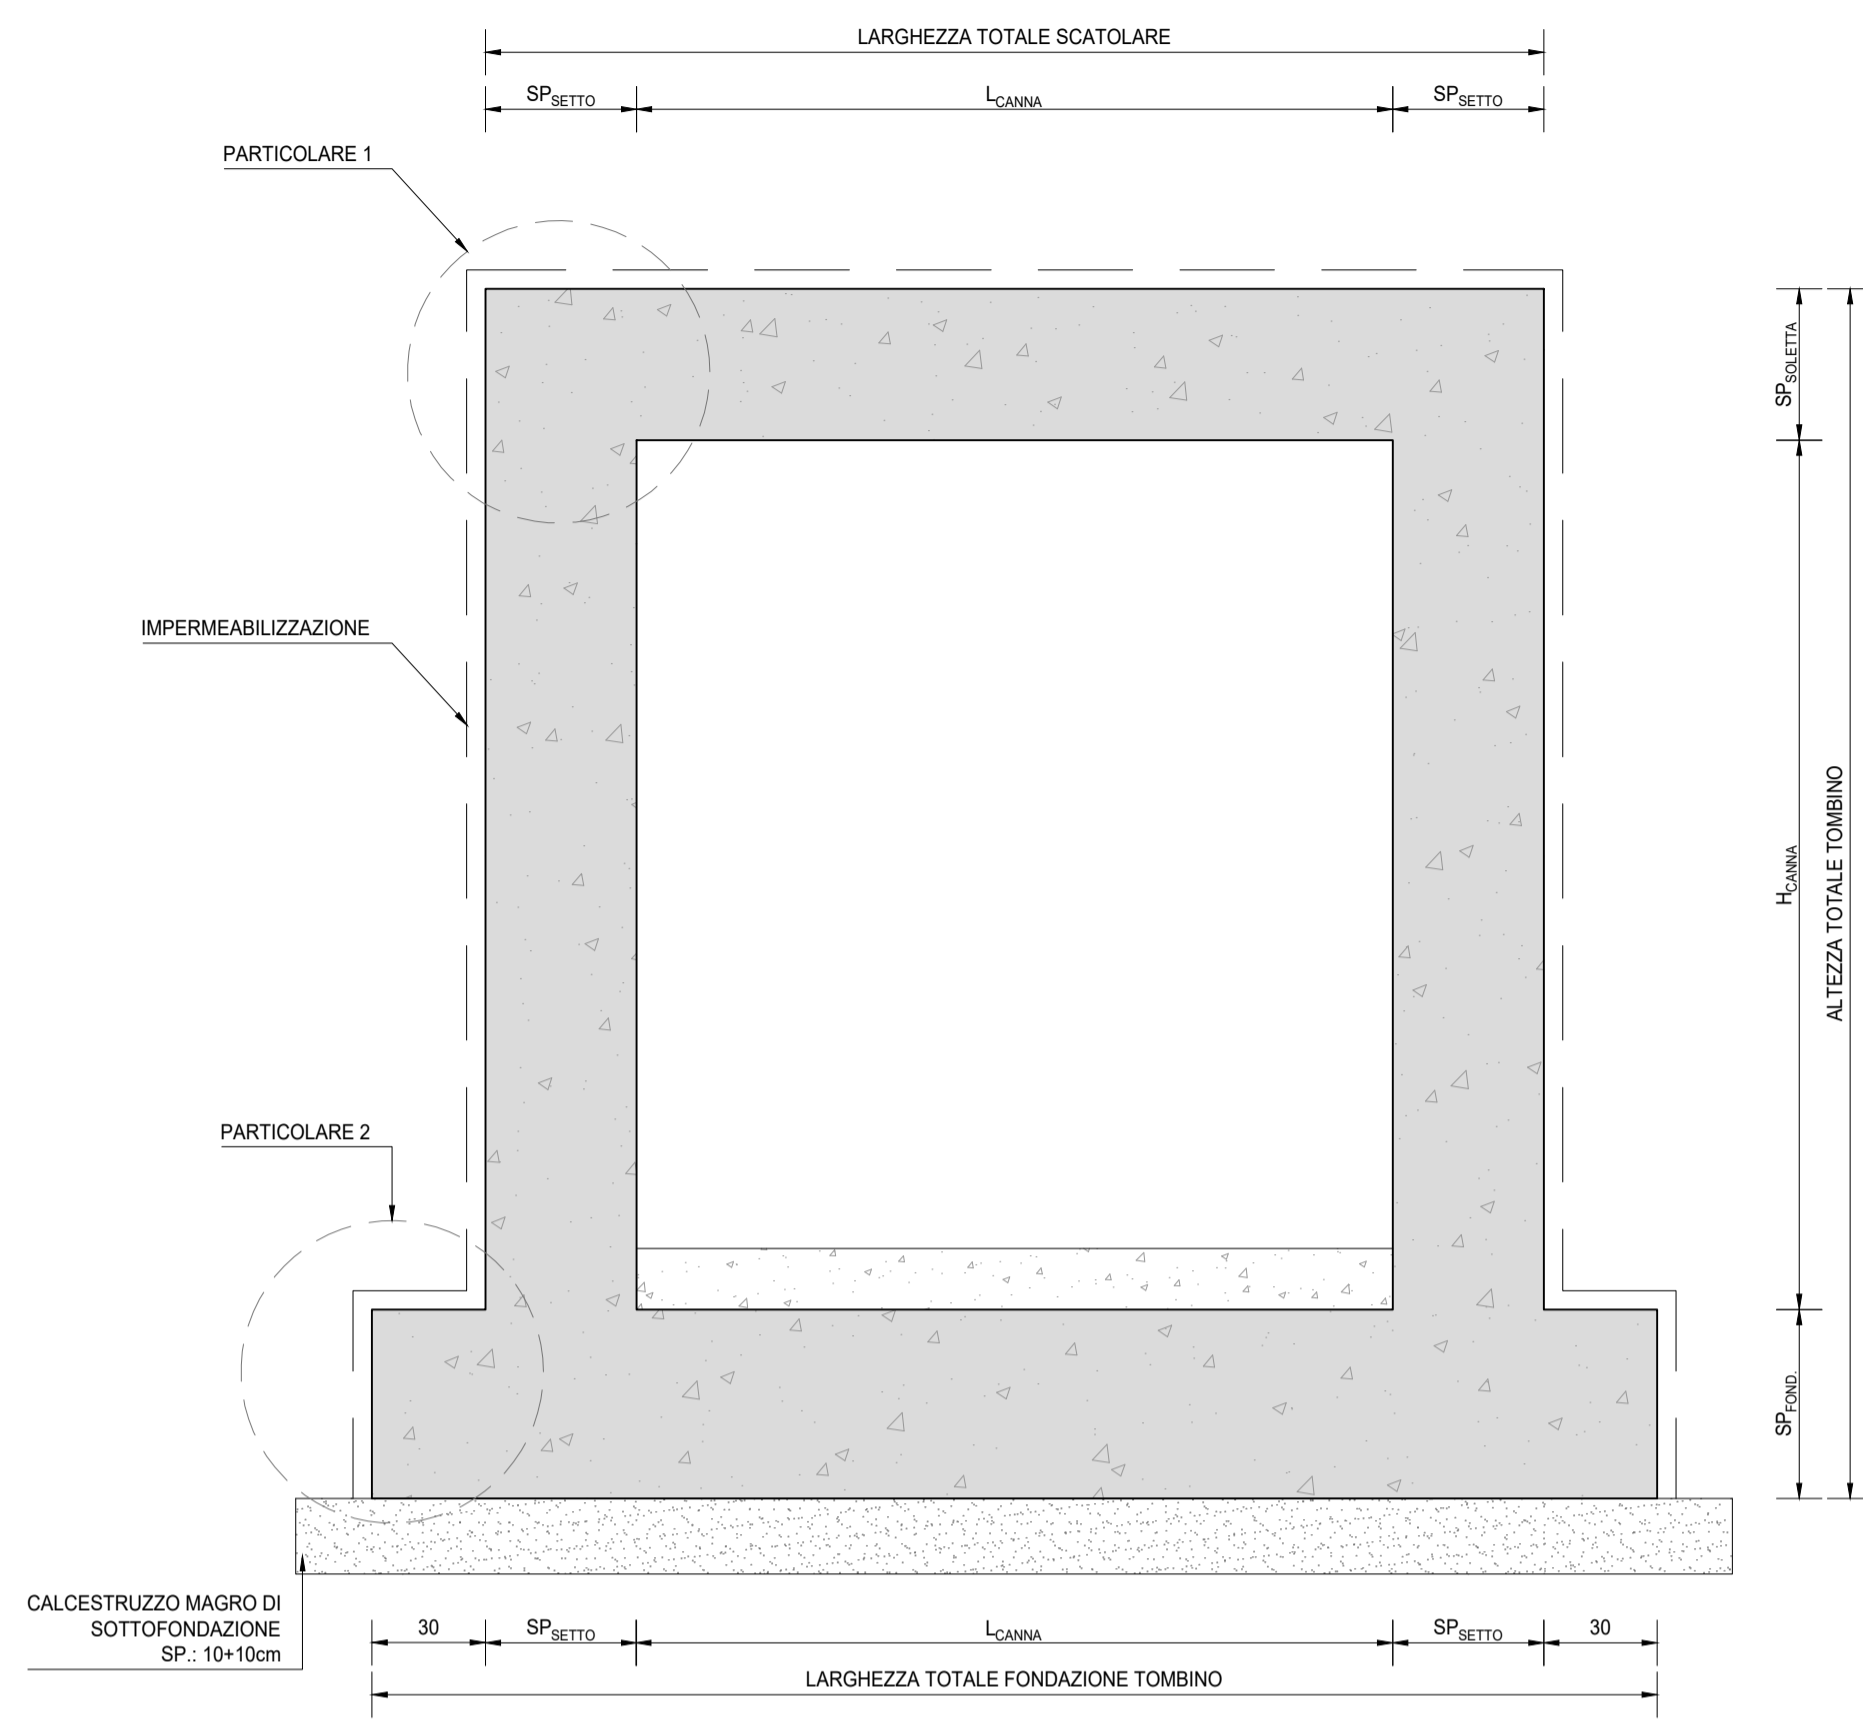 LARGHEZZA TOTALE SCATOLARE
SPSETTO
LCANNA
SPSETTO
PARTICOLARE 1
SPSOLETTA
IMPERMEABILIZZAZIONE
HCANNA
ALTEZZA TOTALE TOMBINO
PARTICOLARE 2
SPFOND.
CALCESTRUZZO MAGRO DI
SOTTOFONDAZIONE
SP.: 10+10cm
30
SPSETTO
LCANNA
SPSETTO
30
LARGHEZZA TOTALE FONDAZIONE TOMBINO